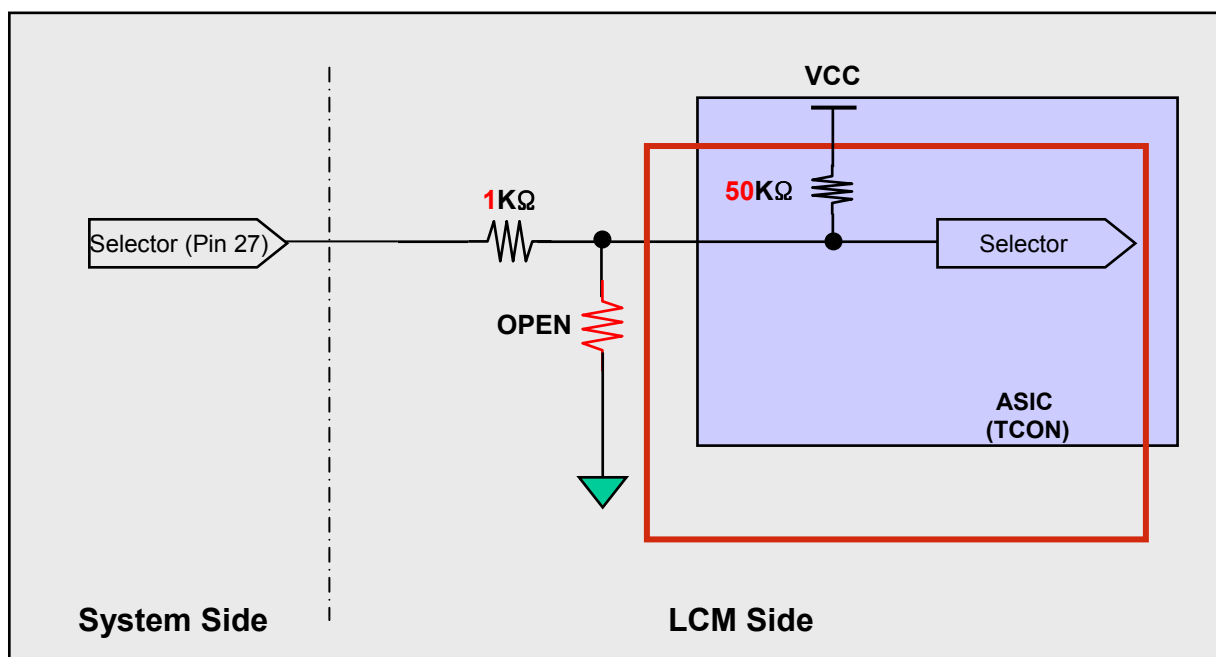 VCC
50KΩ
1KΩ
Selector (Pin 27)
Selector
OPEN
ASIC
(TCON)
System Side
LCM Side